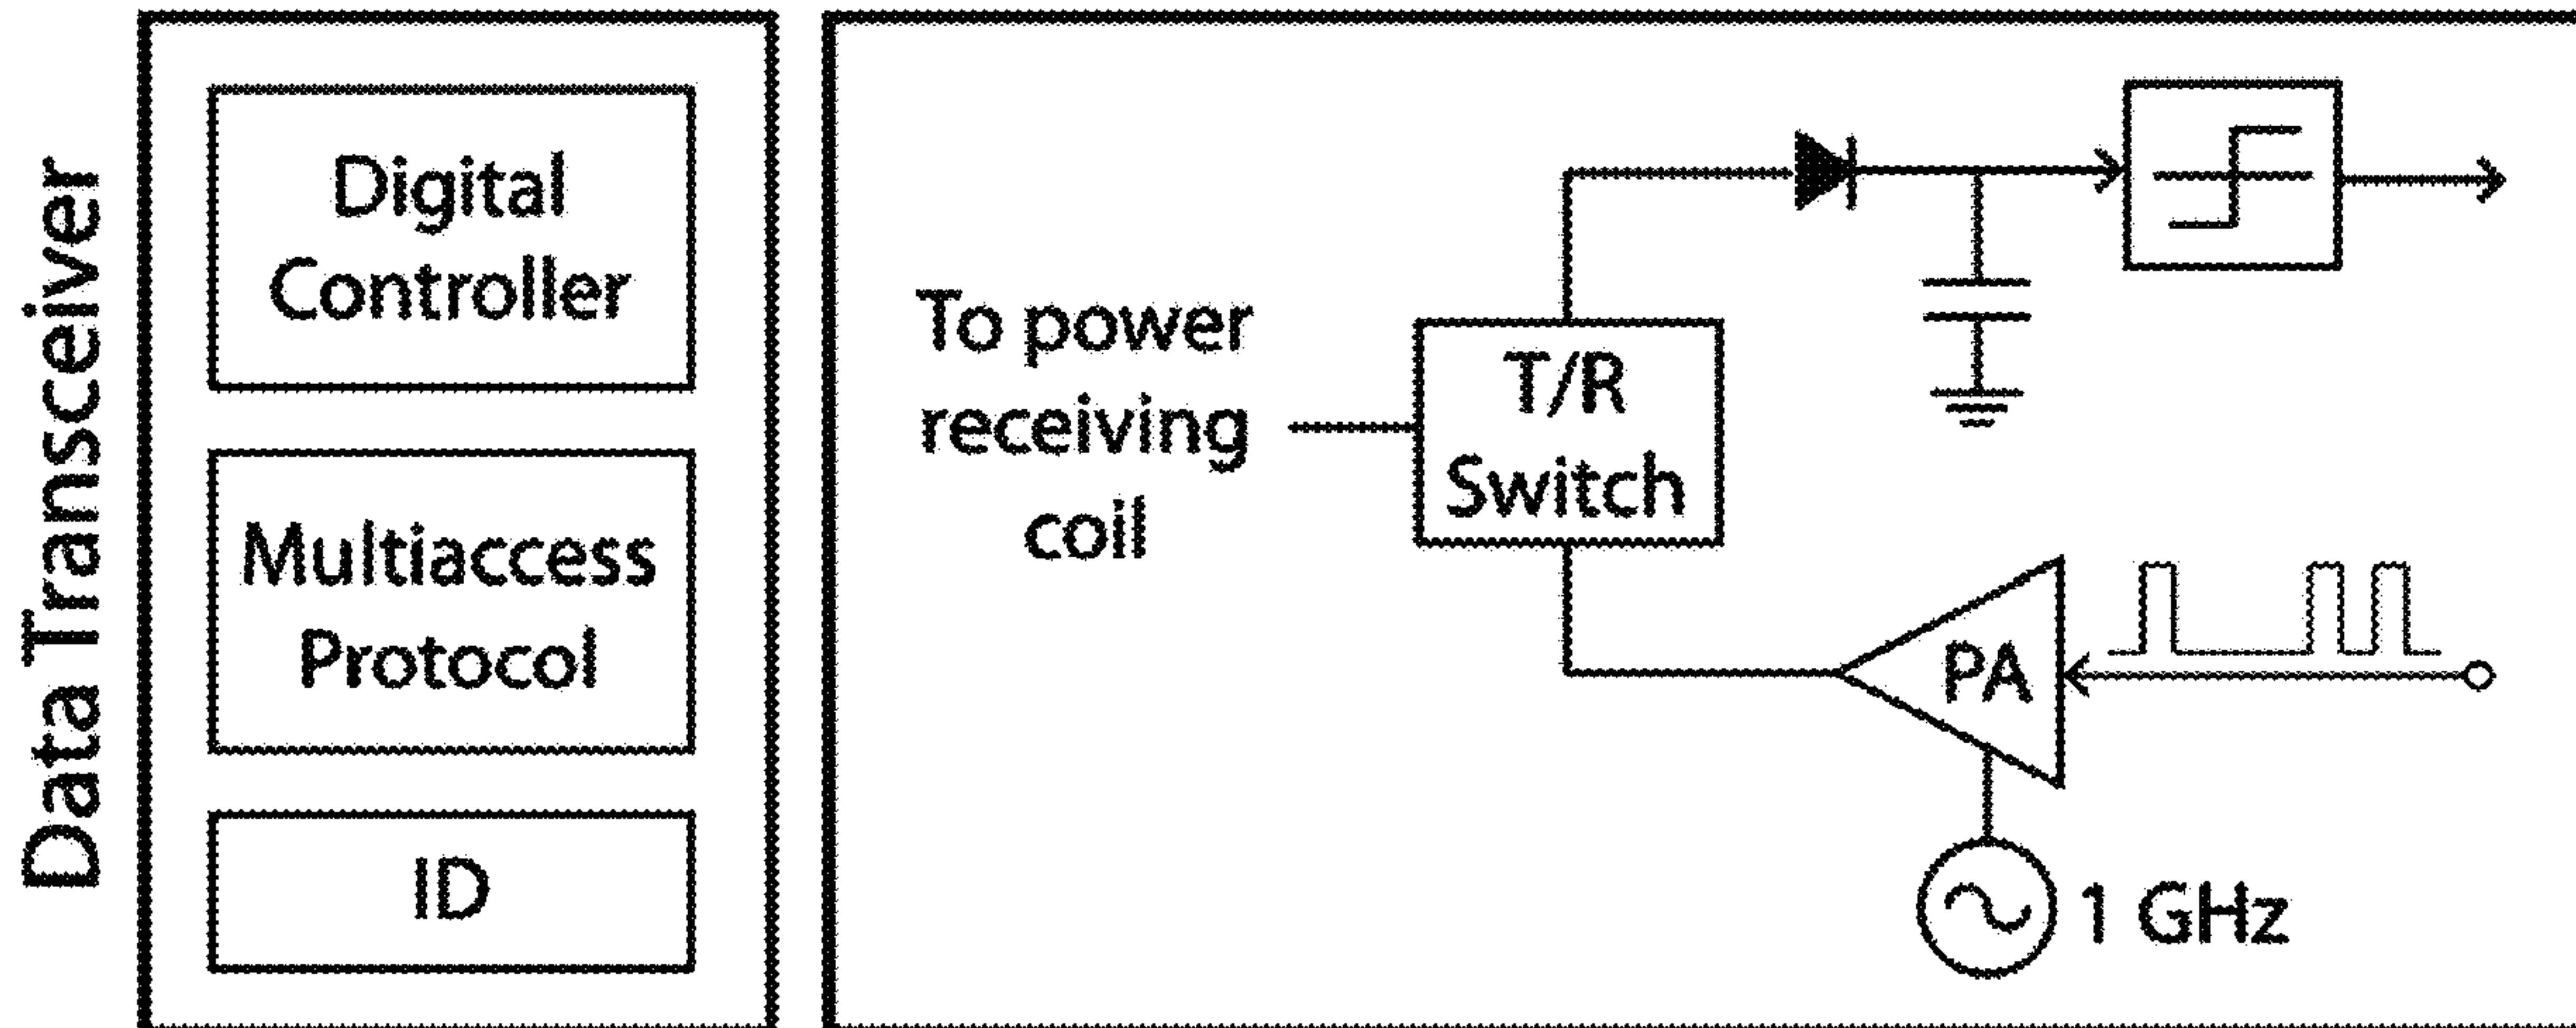 Data Transceiver
Digital
Controller
Multiaccess
Protocol
ID
To power
receiving
coil
T/R
Switch
PA
1 GHz